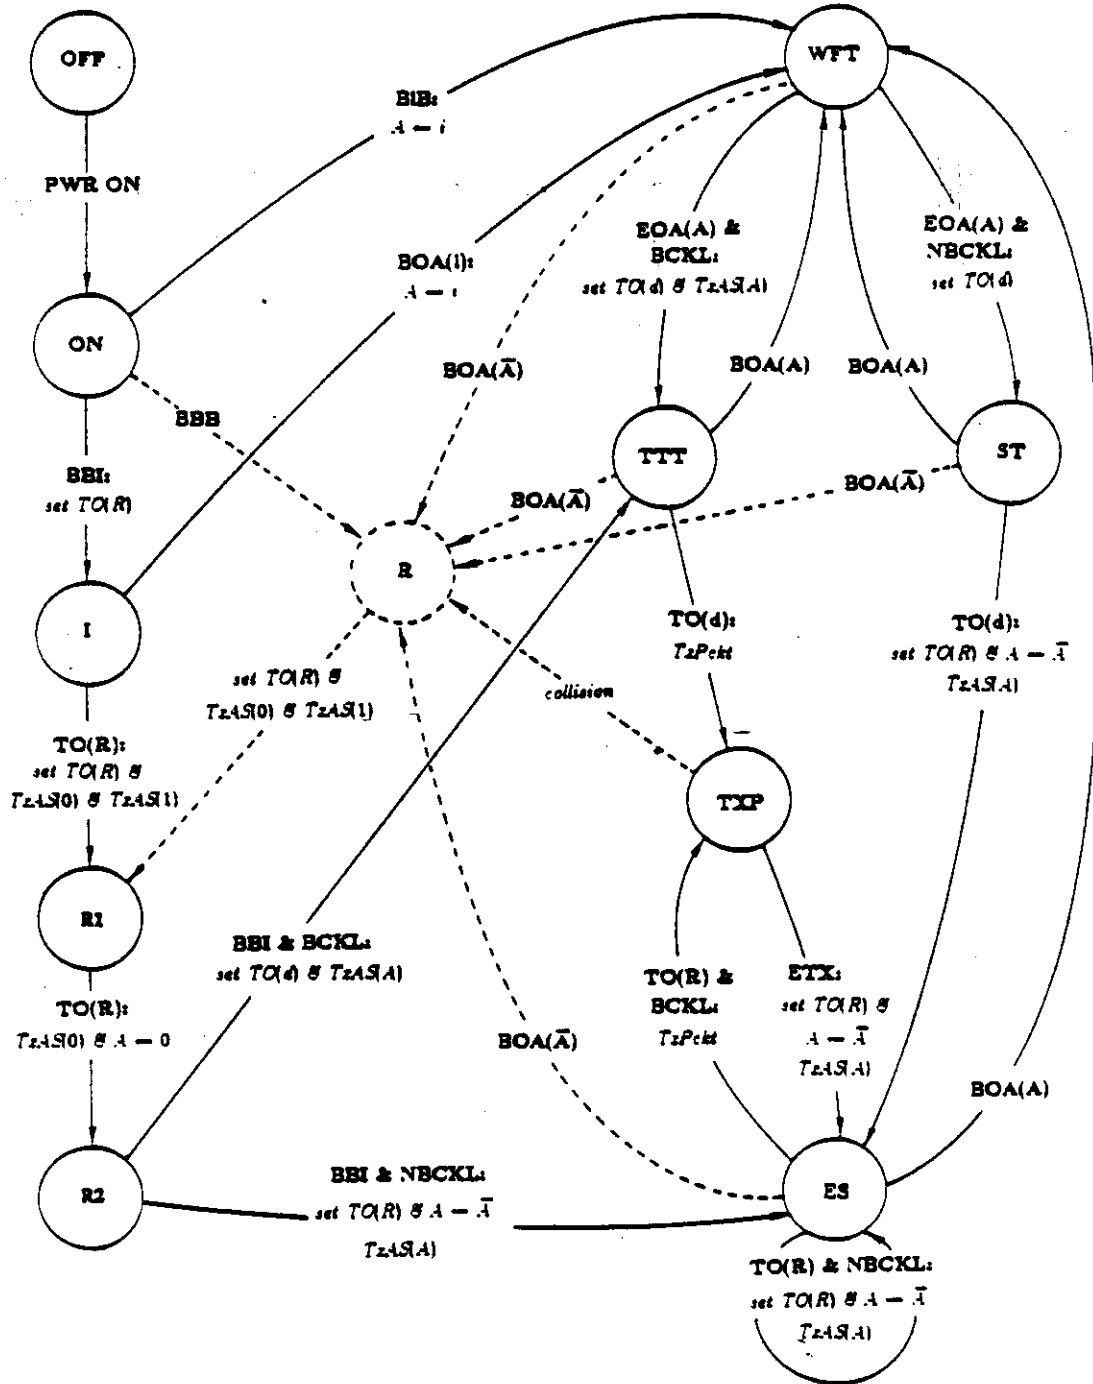 OFF
WFT
BIB:
A ← i
PWR ON
EOA(A) &
BCKL:
set TO(d) & TxAS(A)
EOA(A) &
NBCKL:
set TO(d)
BOA(i):
A ← i
ON
BOA(A̅)
BOA(A)
BOA(A)
BBB
TTT
ST
BBI:
set TO(R)
BOA(A̅)
BOA(A̅)
R
I
TO(d):
TxPckt
TO(d):
set TO(R) & A ← A̅
TxAS(A)
set TO(R) &
TxAS(0) & TxAS(1)
collision
TO(R):
set TO(R) &
TxAS(0) & TxAS(1)
TXP
R1
BBI & BCKL:
set TO(d) & TxAS(A)
TO(R) &
BCKL:
TxPckt
ETX:
set TO(R) &
A ← A̅
TxAS(A)
TO(R):
TxAS(0) & A ← 0
BOA(A̅)
BOA(A)
R2
BBI & NBCKL:
set TO(R) & A ← A̅
TxAS(A)
ES
TO(R) & NBCKL:
set TO(R) & A ← A̅
TxAS(A)